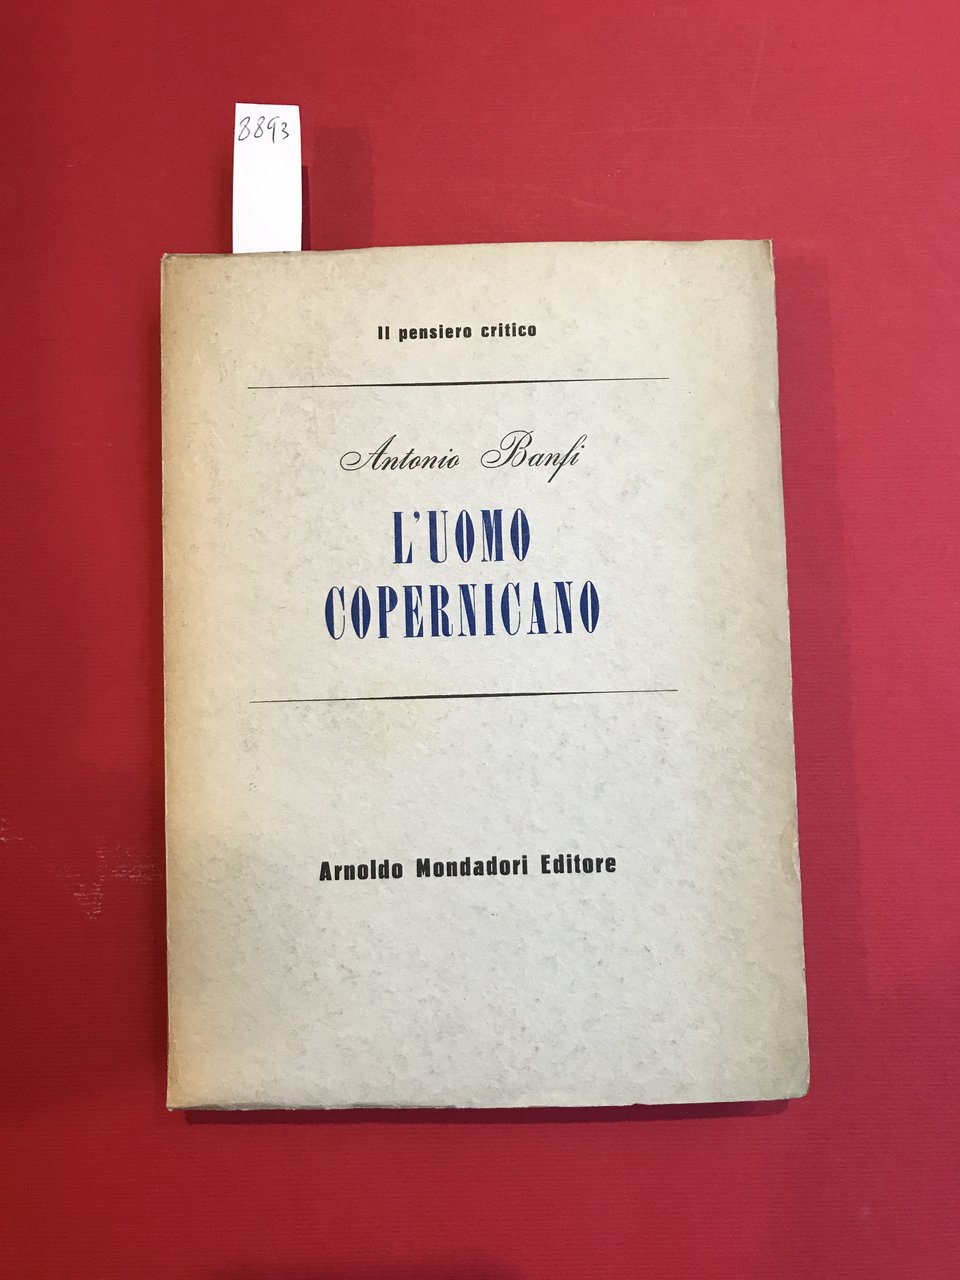 8893
Il pensiero critico
Antonio Banfi
L'UOMO
COPERNICANO
Arnoldo Mondadori Editore